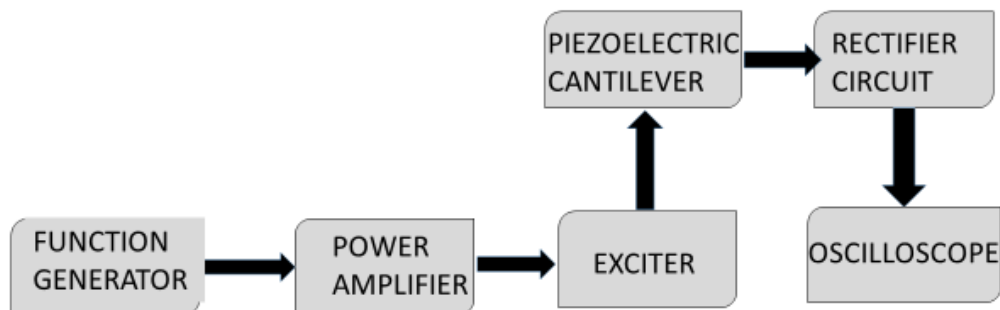 PIEZOELECTRIC
CANTILEVER
RECTIFIER
CIRCUIT
FUNCTION
GENERATOR
POWER
AMPLIFIER
EXCITER
OSCILLOSCOPE